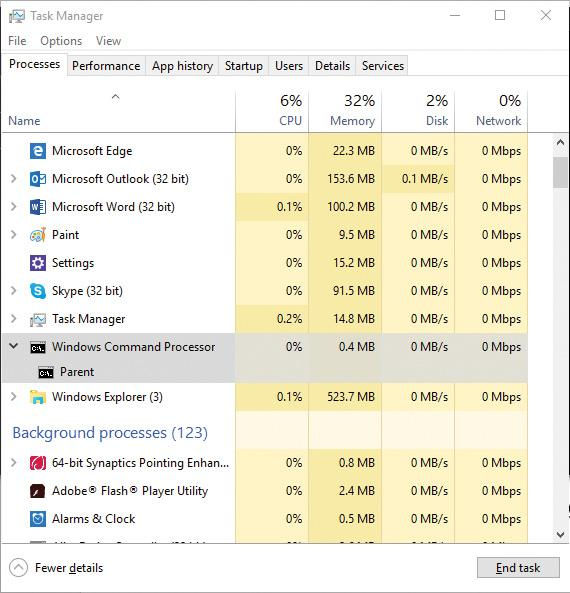 Task Manager
File Options View
Processes Performance App history Startup Users Details Services
6% 32% 2% 0%
Name CPU Memory Disk Network
Microsoft Edge 0% 22.3 MB 0 MB/s 0 Mbps
Microsoft Outlook (32 bit) 0% 153.6 MB 0.1 MB/s 0 Mbps
Microsoft Word (32 bit) 0.1% 100.2 MB 0 MB/s 0 Mbps
Paint 0% 9.5 MB 0 MB/s 0 Mbps
Settings 0% 15.2 MB 0 MB/s 0 Mbps
Skype (32 bit) 0% 91.5 MB 0 MB/s 0 Mbps
Task Manager 0.2% 14.8 MB 0 MB/s 0 Mbps
Windows Command Processor 0% 0.4 MB 0 MB/s 0 Mbps
Parent
Windows Explorer (3) 0.1% 523.7 MB 0 MB/s 0 Mbps
Background processes (123)
64-bit Synaptics Pointing Enhan... 0% 0.8 MB 0 MB/s 0 Mbps
Adobe® Flash® Player Utility 0% 2.4 MB 0 MB/s 0 Mbps
Alarms & Clock 0% 0.5 MB 0 MB/s 0 Mbps
Fewer details End task